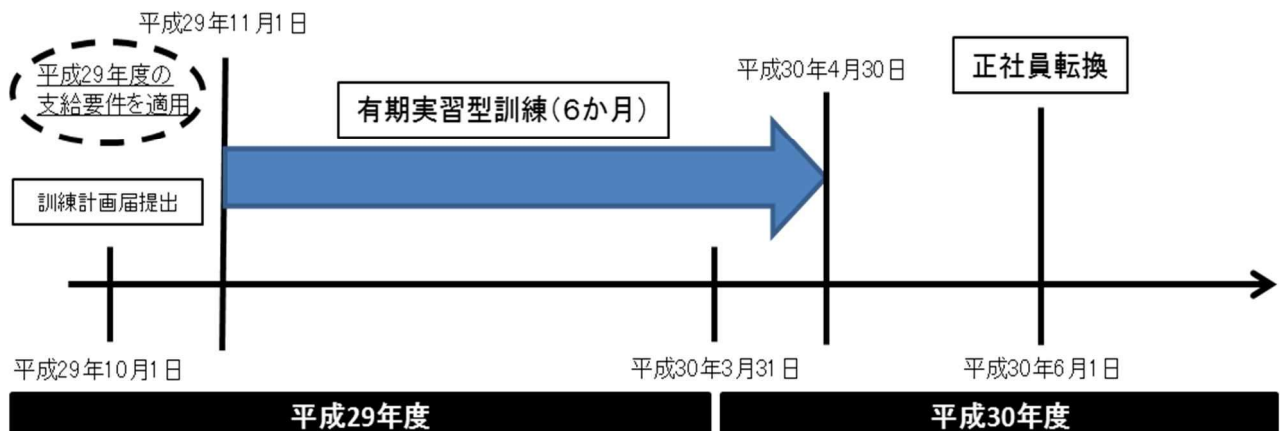 平成29年11月1日
平成29年度の
支給要件を適用
平成30年4月30日
正社員転換
有期実習型訓練(6か月)
訓練計画届提出
平成29年10月1日
平成30年3月31日
平成30年6月1日
平成29年度
平成30年度